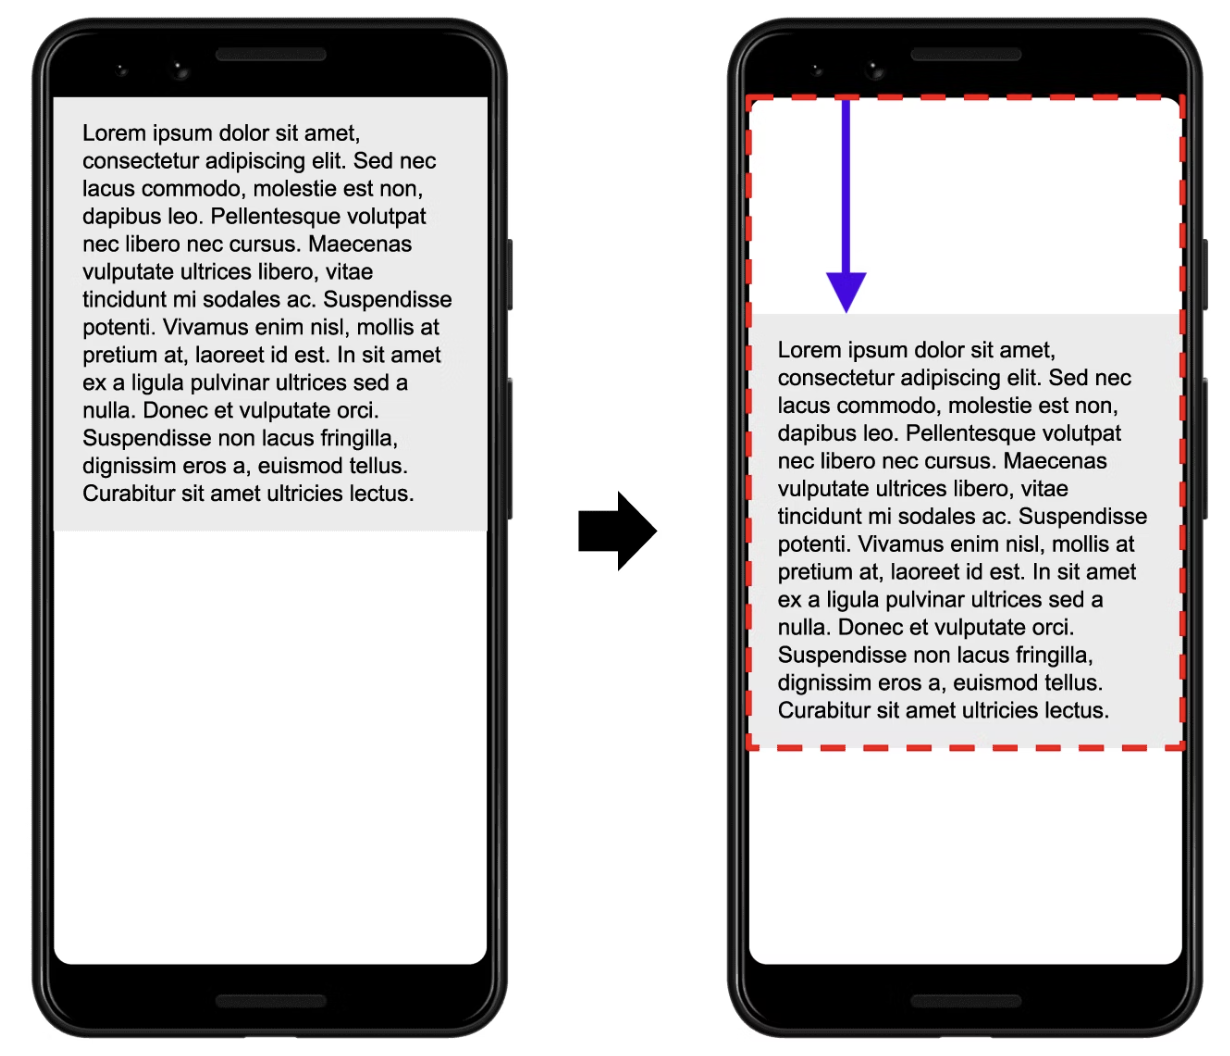 Lorem ipsum dolor sit amet,
consectetur adipiscing elit. Sed nec
lacus commodo, molestie est non,
dapibus leo. Pellentesque volutpat
nec libero nec cursus. Maecenas
vulputate ultrices libero, vitae
tincidunt mi sodales ac. Suspendisse
potenti. Vivamus enim nisl, mollis at
pretium at, laoreet id est. In sit amet
ex a ligula pulvinar ultrices sed a
nulla. Donec et vulputate orci.
Suspendisse non lacus fringilla,
dignissim eros a, euismod tellus.
Curabitur sit amet ultricies lectus.
Lorem ipsum dolor sit amet,
consectetur adipiscing elit. Sed nec
lacus commodo, molestie est non,
dapibus leo. Pellentesque volutpat
nec libero nec cursus. Maecenas
vulputate ultrices libero, vitae
tincidunt mi sodales ac. Suspendisse
potenti. Vivamus enim nisl, mollis at
pretium at, laoreet id est. In sit amet
ex a ligula pulvinar ultrices sed a
nulla. Donec et vulputate orci.
Suspendisse non lacus fringilla,
dignissim eros a, euismod tellus.
Curabitur sit amet ultricies lectus.